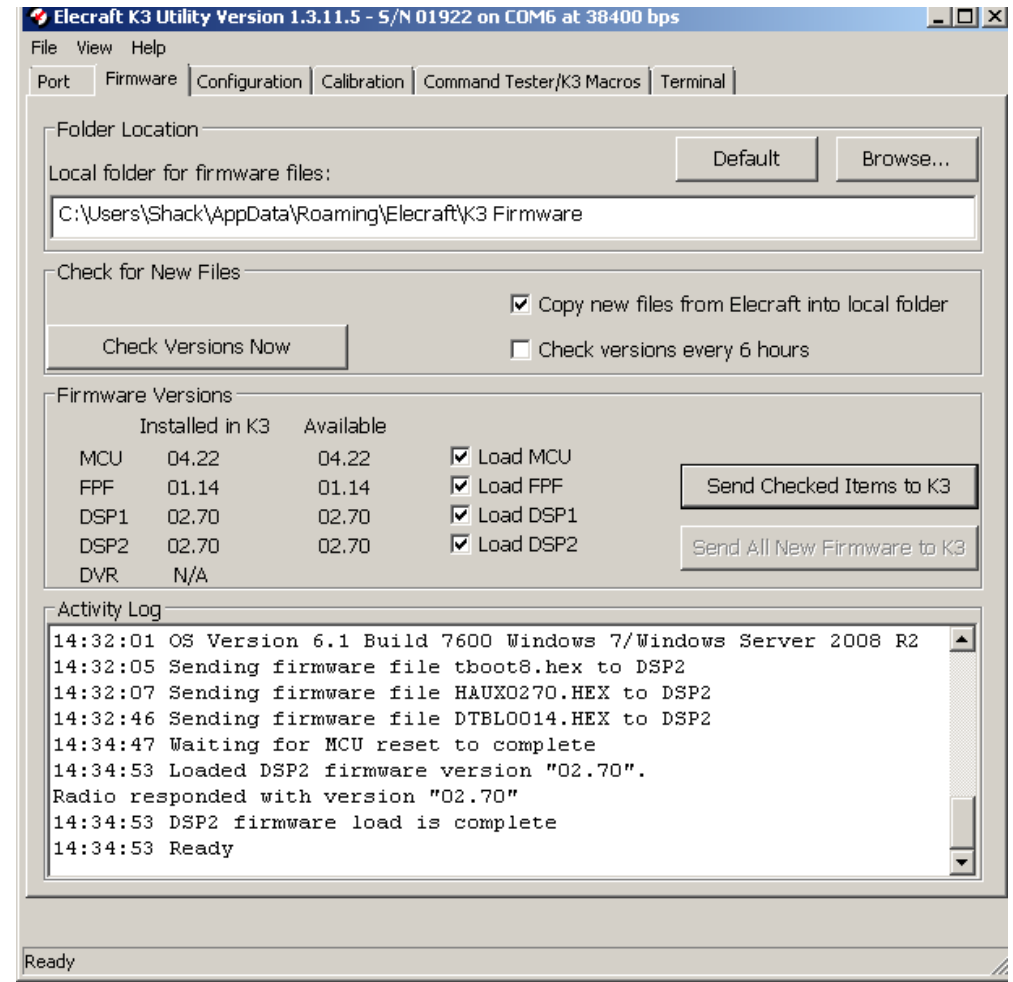 Elecraft K3 Utility Version 1.3.11.5 - S/N 01922 on COM6 at 38400 bps
File View Help
Port Firmware Configuration Calibration Command Tester/K3 Macros Terminal
Folder Location
Default Browse...
Local folder for firmware files:
C:\Users\Shack\AppData\Roaming\Elecraft\K3 Firmware
Check for New Files
Copy new files from Elecraft into local folder
Check Versions Now
Check versions every 6 hours
Firmware Versions
Installed in K3 Available
MCU 04.22 04.22 Load MCU
FPF 01.14 01.14 Load FPF Send Checked Items to K3
DSP1 02.70 02.70 Load DSP1
DSP2 02.70 02.70 Load DSP2 Send All New Firmware to K3
DVR N/A
Activity Log
14:32:01 OS Version 6.1 Build 7600 Windows 7/Windows Server 2008 R2
14:32:05 Sending firmware file tboot8.hex to DSP2
14:32:07 Sending firmware file HAUX0270.HEX to DSP2
14:32:46 Sending firmware file DTBL0014.HEX to DSP2
14:34:47 Waiting for MCU reset to complete
14:34:53 Loaded DSP2 firmware version "02.70".
Radio responded with version "02.70"
14:34:53 DSP2 firmware load is complete
14:34:53 Ready
Ready